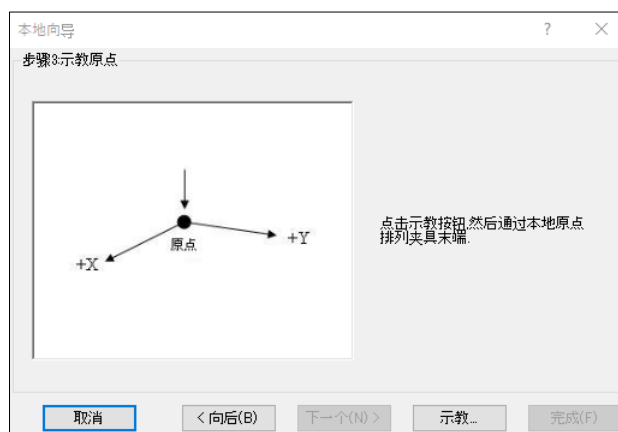 本地向导
步骤3:示教原点
原点
+X
+Y
点击示教按钮,然后通过本地原点
排列夹具末端.
取消
< 向后(B)
下一个(N) >
示教...
完成(F)